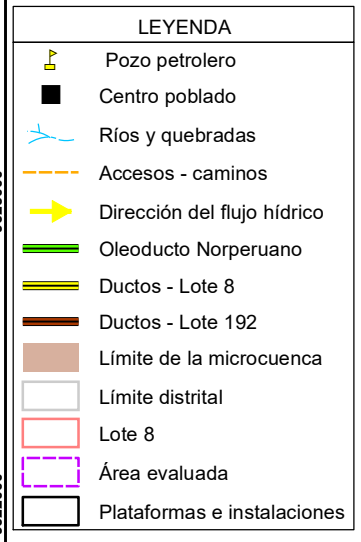 LEYENDA
Pozo petrolero
Centro poblado
Ríos y quebradas
Accesos - caminos
Dirección del flujo hídrico
Oleoducto Norperuano
Ductos - Lote 8
Ductos - Lote 192
Límite de la microcuenca
Límite distrital
Lote 8
Área evaluada
Plataformas e instalaciones